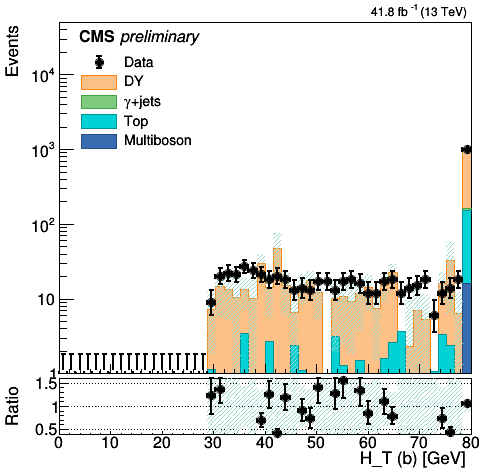 41.8 fb⁻¹ (13 TeV)
CMS preliminary
Data
DY
γ+jets
Top
Multiboson
Events
10⁴
10³
10²
10
1
Ratio
1.5
1
0.5
0 10 20 30 40 50 60 70 80
H_T (b) [GeV]